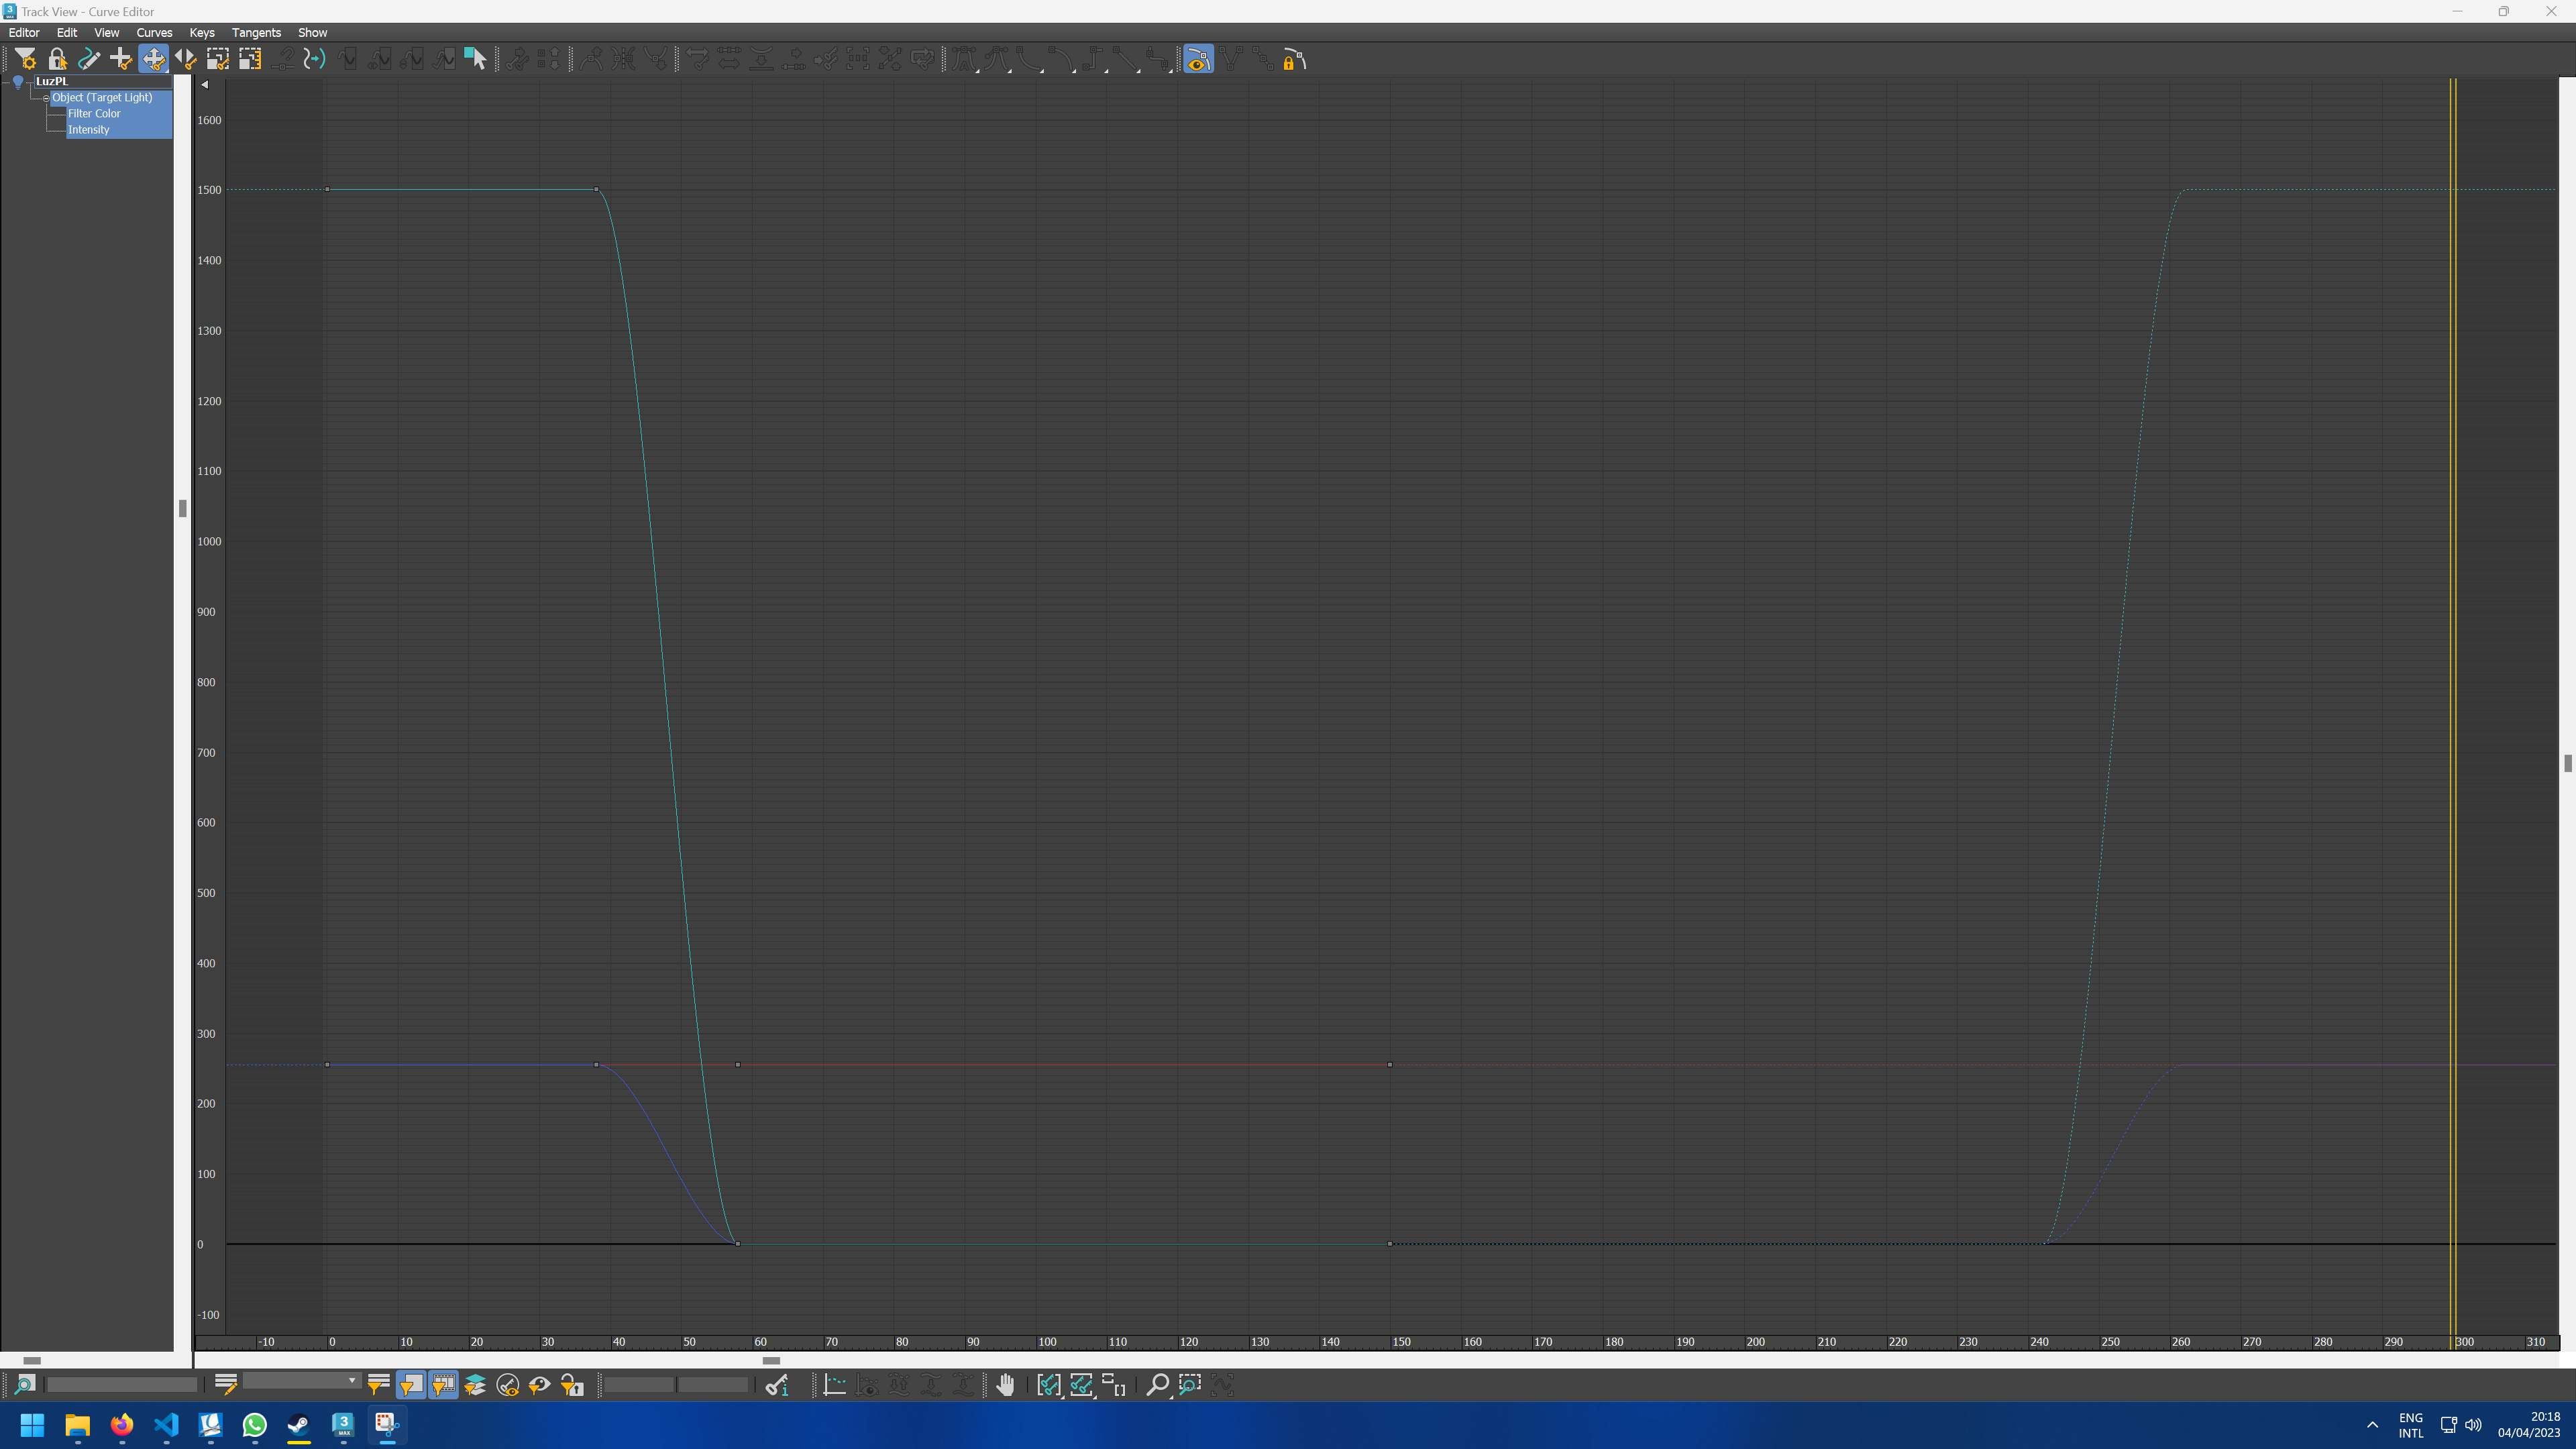 Track View - Curve Editor
Editor Edit View Curves Keys Tangents Show
LuzPL
Object (Target Light)
Filter Color
Intensity
1600
1500
1400
1300
1200
1100
1000
900
800
700
600
500
400
300
200
100
0
-100
-10 0 10 20 30 40 50 60 70 80 90 100 110 120 130 140 150 160 170 180 190 200 210 220 230 240 250 260 270 280 290 300 310
ENG
INTL
20:18
04/04/2023